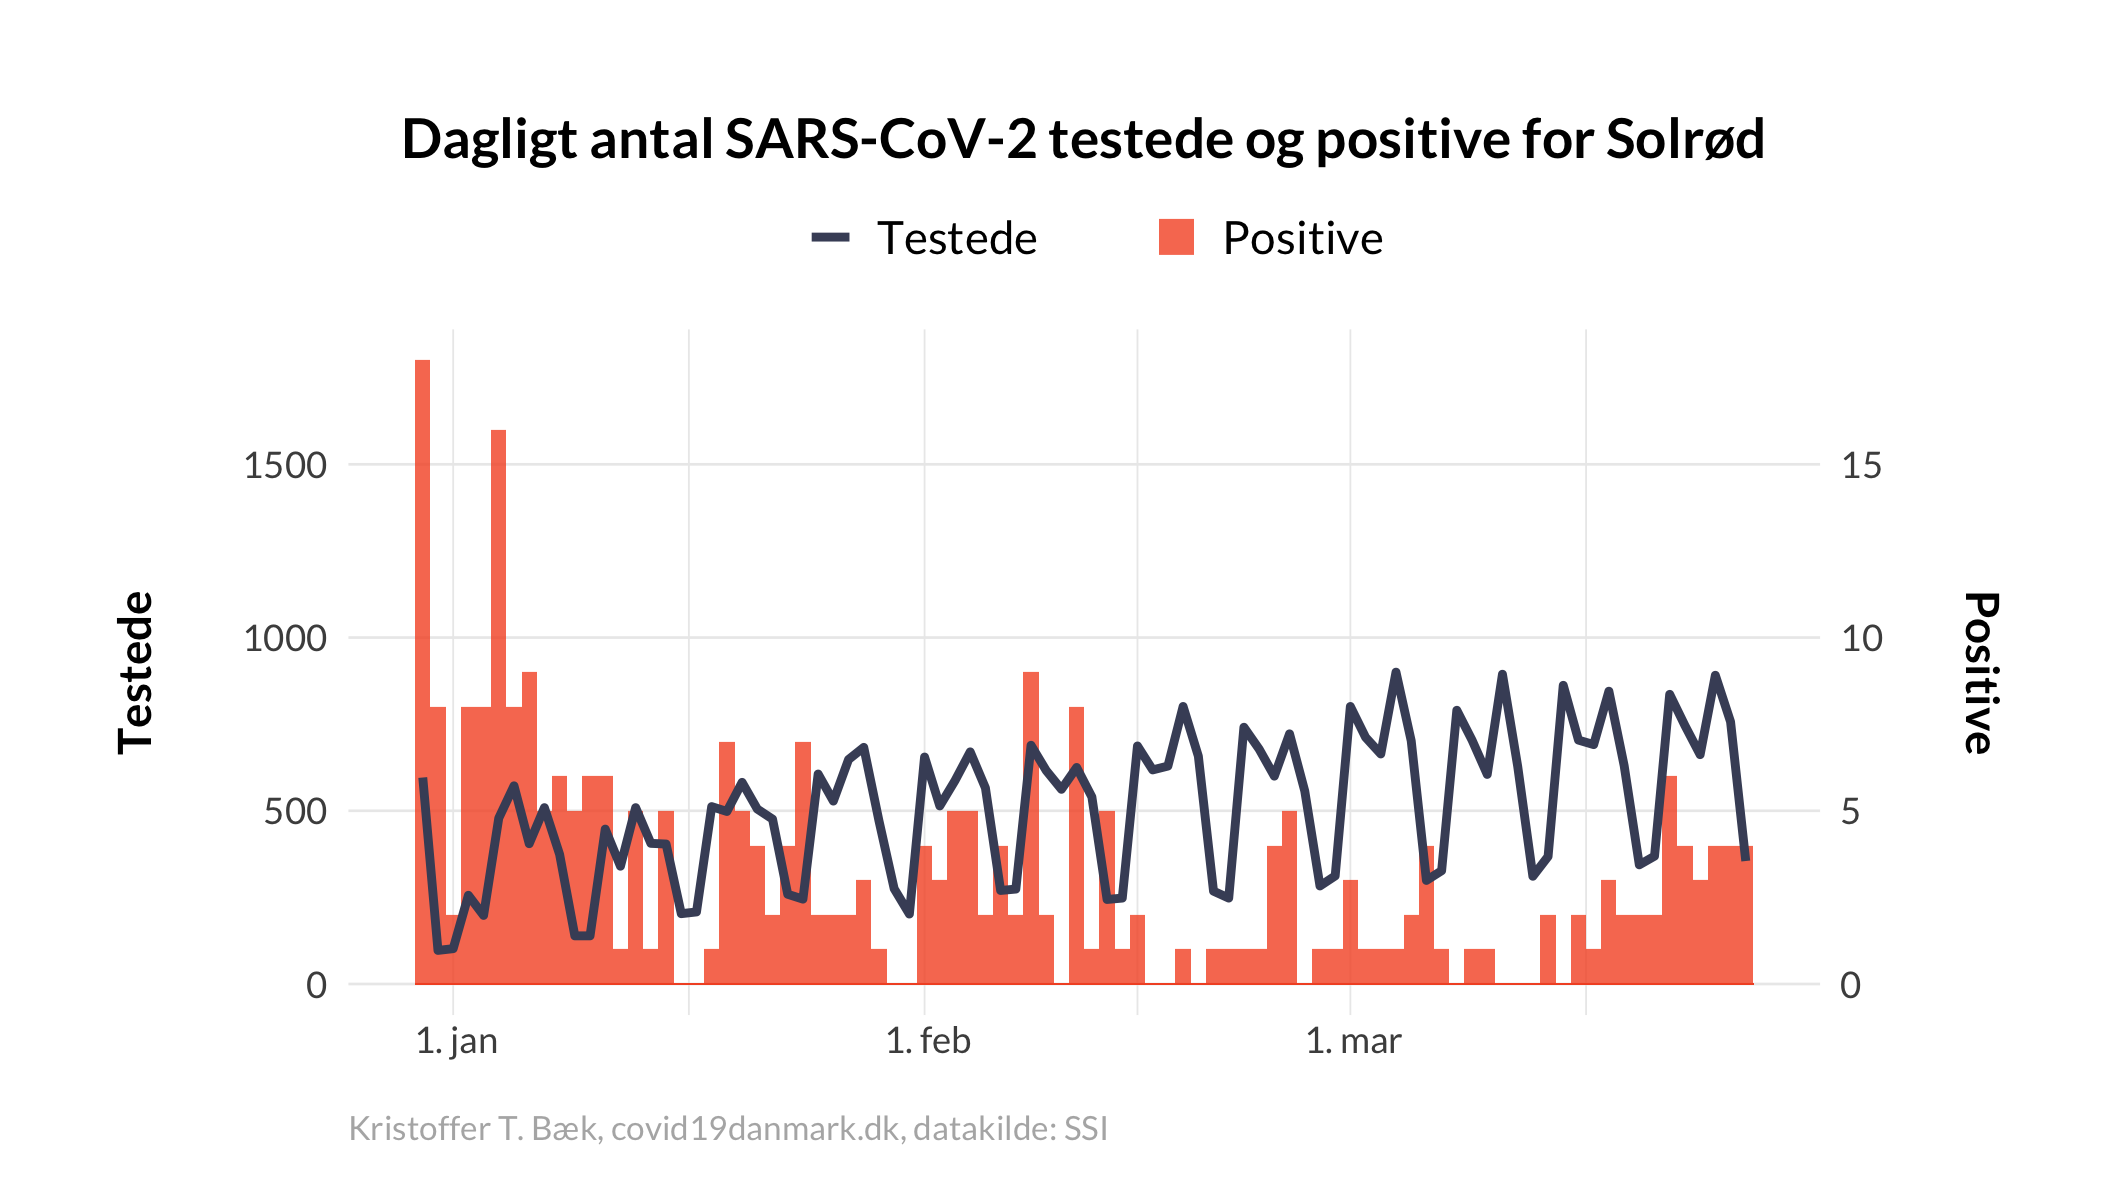 Dagligt antal SARS-CoV-2 testede og positive for Solrød
Testede
Positive
Testede
1500
1000
500
0
15
10
5
0
Positive
1. jan
1. feb
1. mar
Kristoffer T. Bæk, covid19danmark.dk, datakilde: SSI